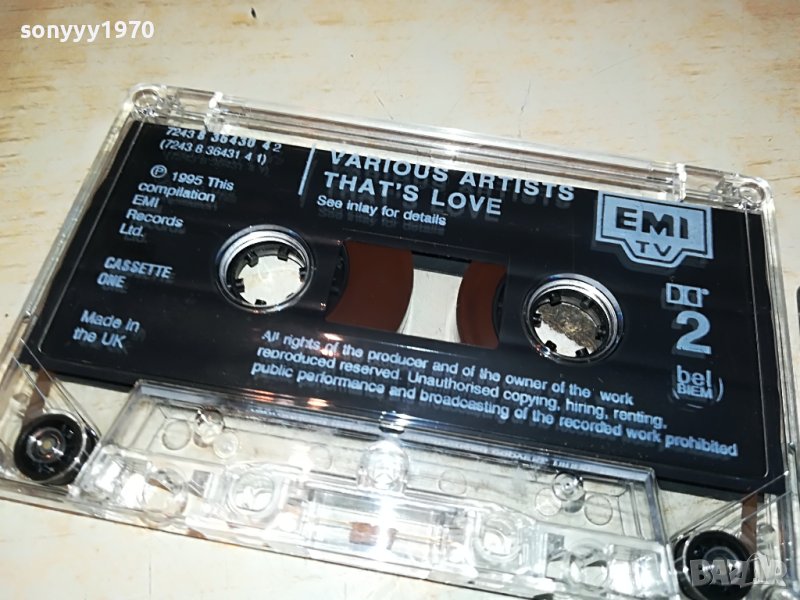 sonyyy1970
7243 8 36430 4 2
(7243 8 36431 4 1)
VARIOUS ARTISTS
THAT'S LOVE
See inlay for details
Ⓟ 1995 This
compilation
EMI
Records
Ltd.
EMI
TV
CASSETTE
ONE
2
Made in
the UK
bel
BIEM
All rights of the producer and of the owner of the work
reproduced reserved. Unauthorised copying, hiring, renting,
public performance and broadcasting of the recorded work prohibited
BAZAR